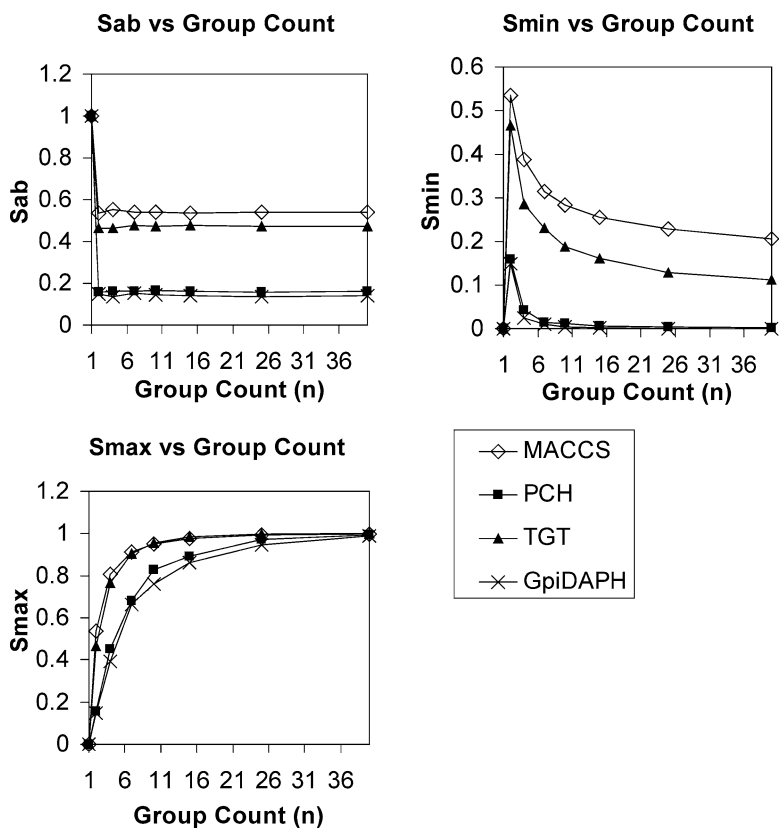 Sab vs Group Count
1.2
1
0.8
0.6
0.4
0.2
0
Sab
1 6 11 16 21 26 31 36
Group Count (n)
Smin vs Group Count
0.6
0.5
0.4
0.3
0.2
0.1
0
Smin
1 6 11 16 21 26 31 36
Group Count (n)
Smax vs Group Count
1.2
1
0.8
0.6
0.4
0.2
0
Smax
1 6 11 16 21 26 31 36
Group Count (n)
MACCS
PCH
TGT
GpiDAPH